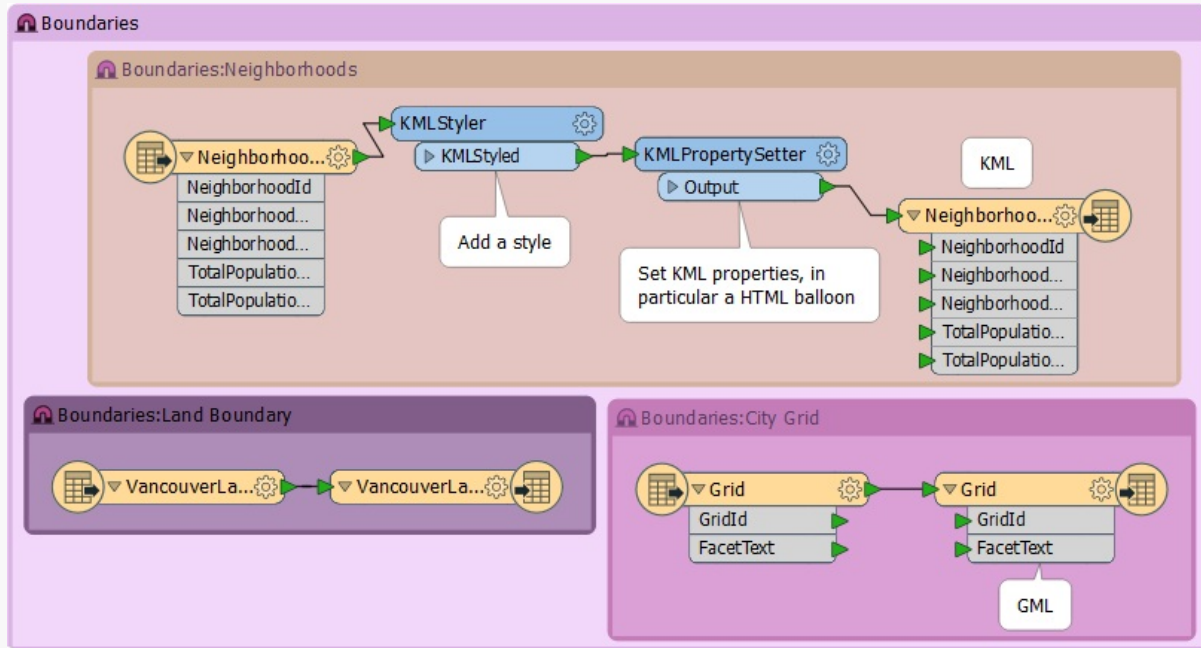 Boundaries
Boundaries:Neighborhoods
KMLStyler
KMLStyled
Neighborhoo...
NeighborhoodId
Neighborhood...
Neighborhood...
TotalPopulatio...
TotalPopulatio...
Add a style
KMLPropertySetter
Output
Set KML properties, in
particular a HTML balloon
KML
Neighborhoo...
NeighborhoodId
Neighborhood...
Neighborhood...
TotalPopulatio...
TotalPopulatio...
Boundaries:Land Boundary
VancouverLa...
VancouverLa...
Boundaries:City Grid
Grid
GridId
FacetText
Grid
GridId
FacetText
GML